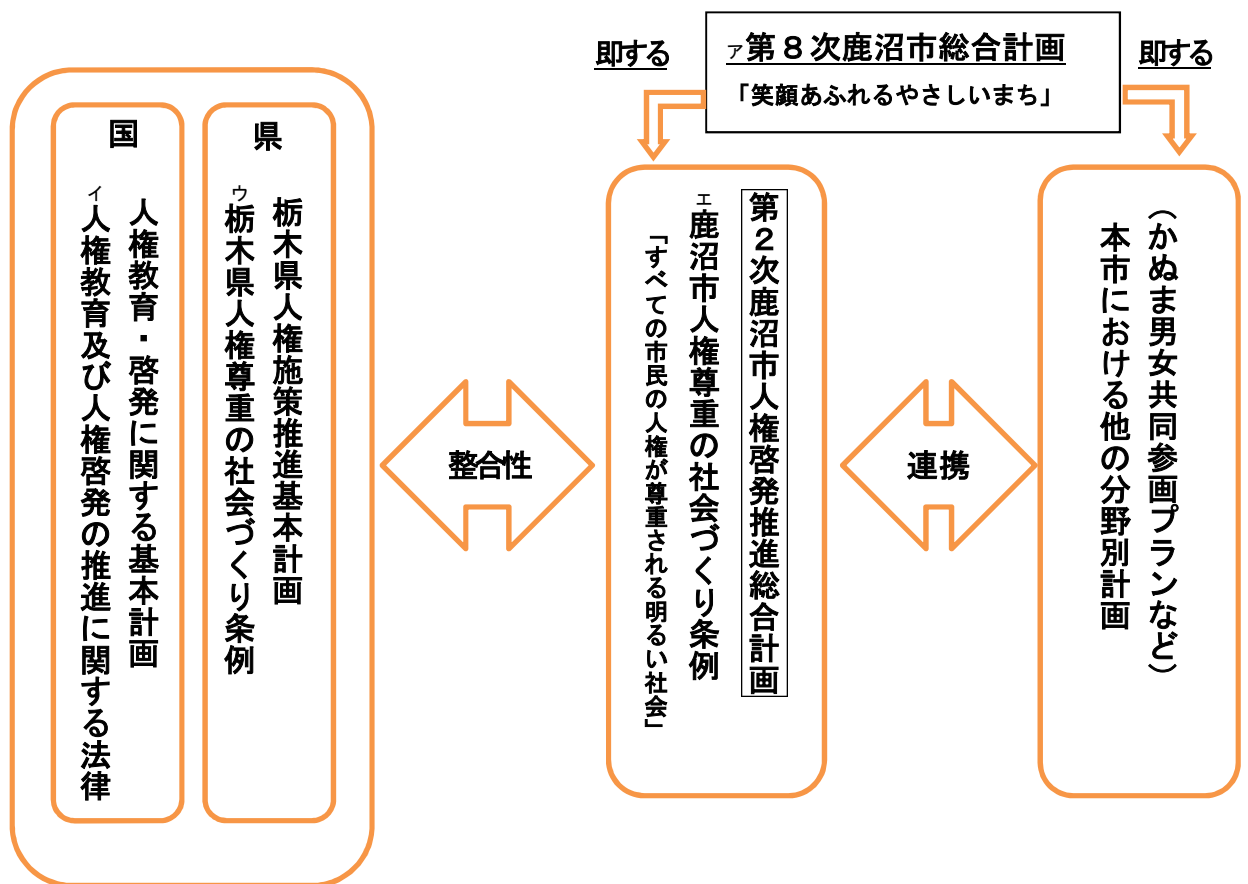 即する
ア第８次鹿沼市総合計画
「笑顔あふれるやさしいまち」
即する
国
人権教育・啓発に関する基本計画
イ人権教育及び人権啓発の推進に関する法律
県
栃木県人権施策推進基本計画
ウ栃木県人権尊重の社会づくり条例
整合性
第２次鹿沼市人権啓発推進総合計画
エ鹿沼市人権尊重の社会づくり条例
「すべての市民の人権が尊重される明るい社会」
連携
（かぬま男女共同参画プランなど）
本市における他の分野別計画